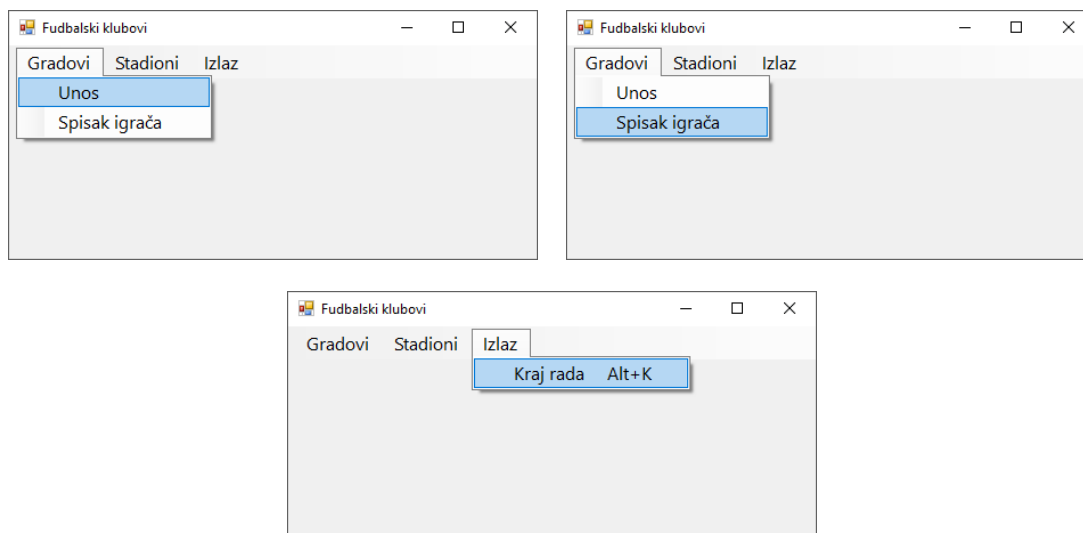 Fudbalski klubovi
Gradovi Stadioni Izlaz
Unos
Spisak igrača
Fudbalski klubovi
Gradovi Stadioni Izlaz
Unos
Spisak igrača
Fudbalski klubovi
Gradovi Stadioni Izlaz
Kraj rada Alt+K